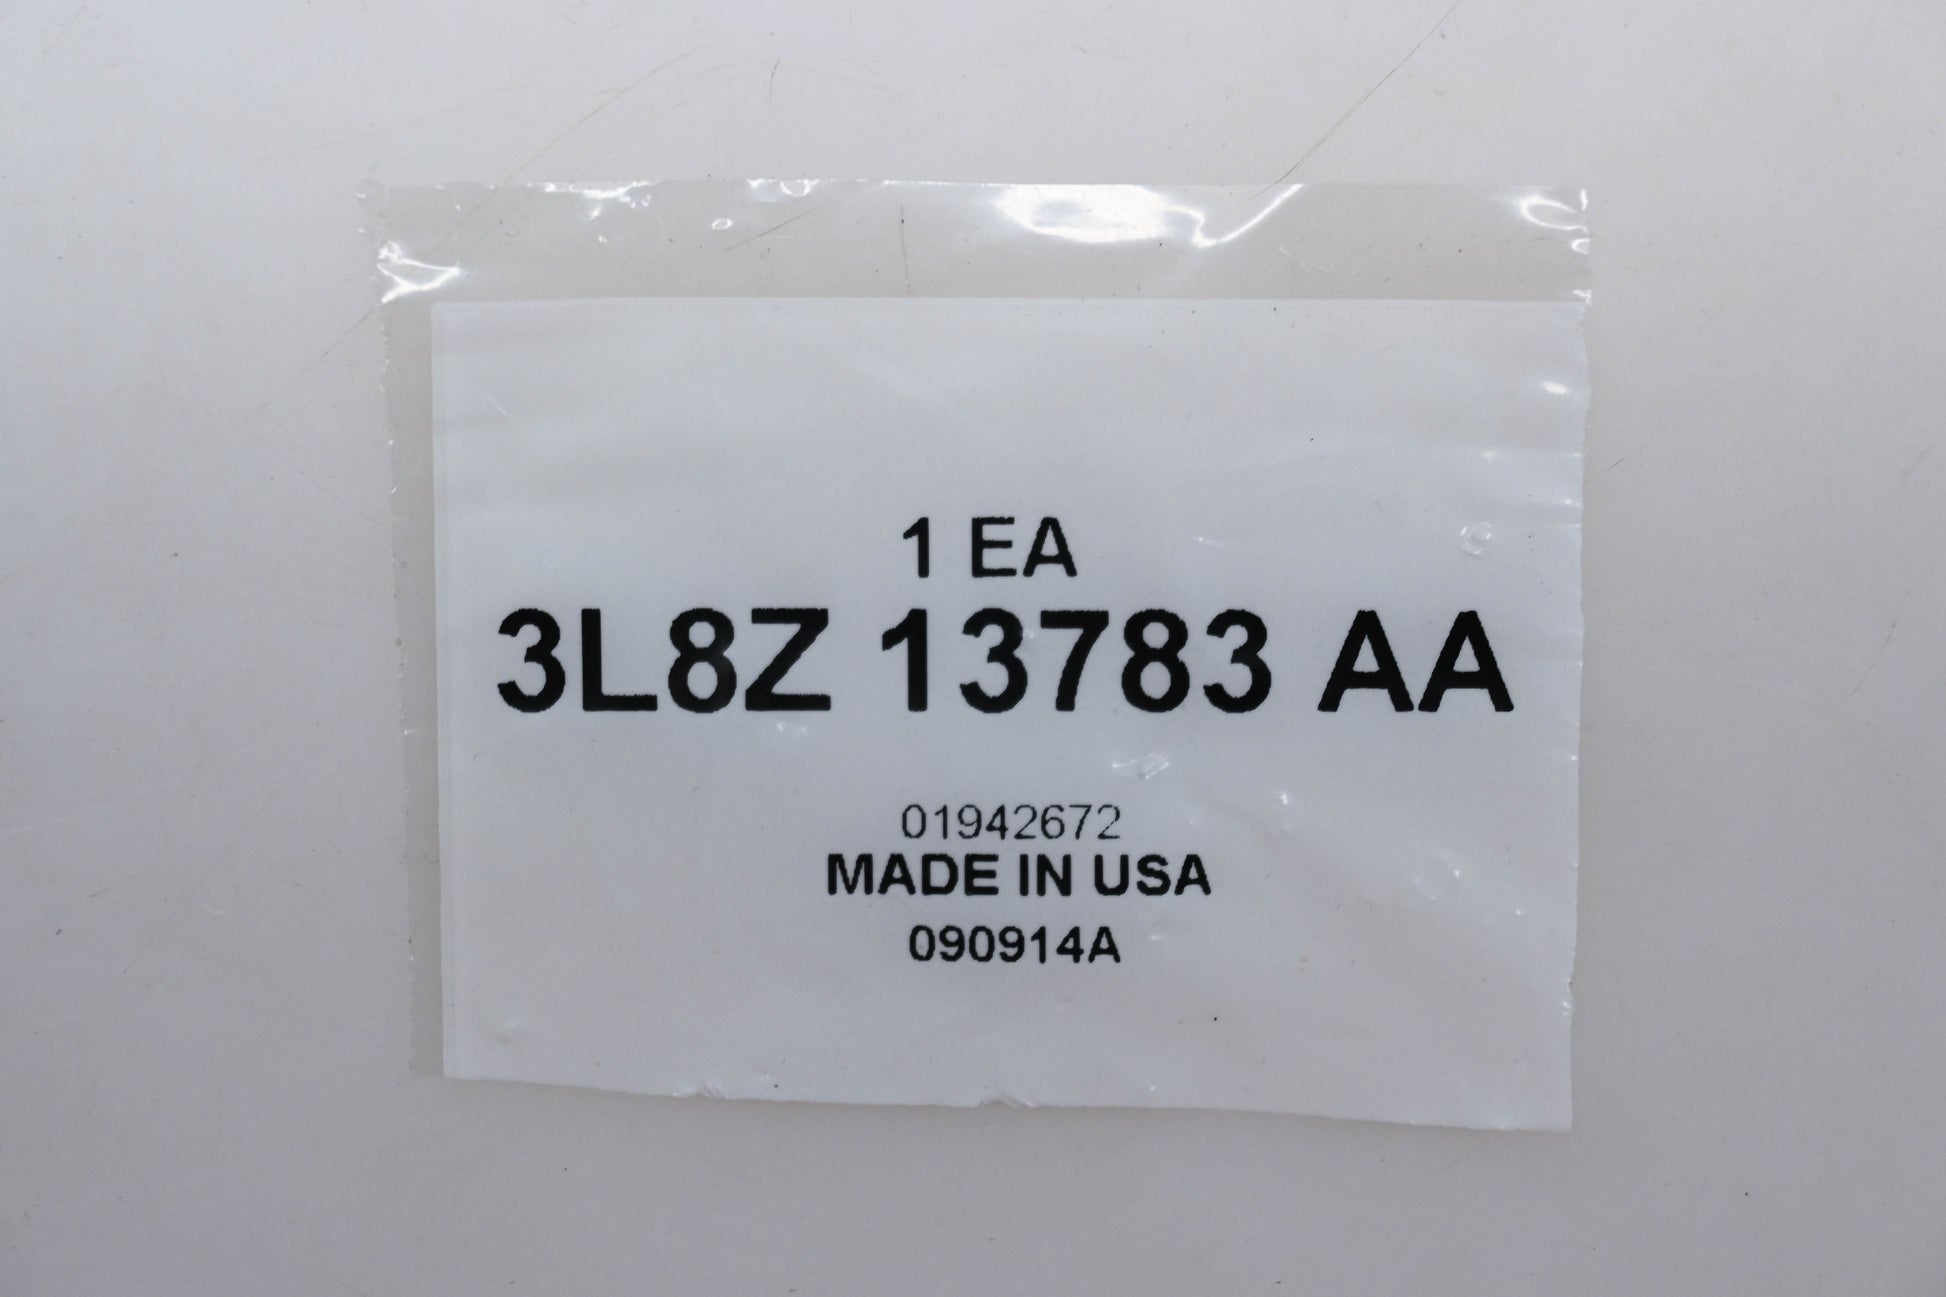 1 EA
3L8Z 13783 AA
01942672
MADE IN USA
090914A